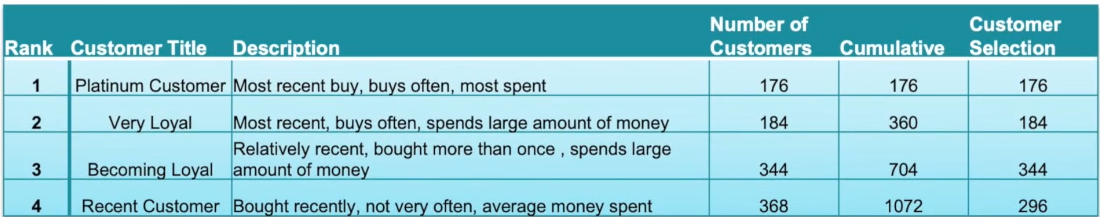 Number of Customer
Rank Customer Title Description Customers Cumulative Selection
1 Platinum Customer Most recent buy, buys often, most spent 176 176 176
2 Very Loyal Most recent, buys often, spends large amount of money 184 360 184
Relatively recent, bought more than once , spends large
3 Becoming Loyal amount of money 344 704 344
4 Recent Customer Bought recently, not very often, average money spent 368 1072 296